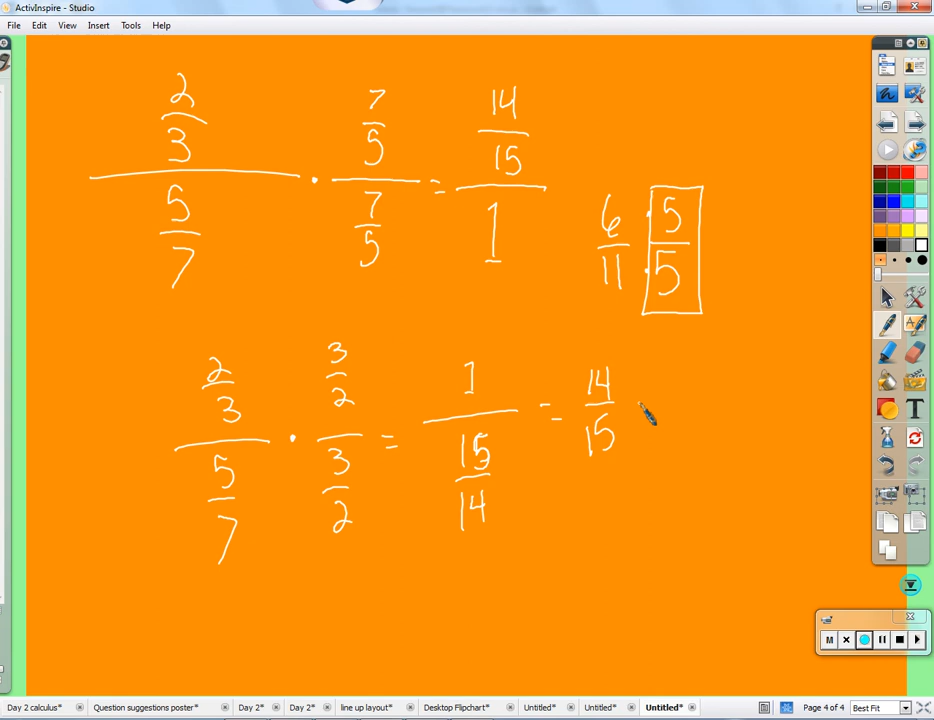 ActivInspire - Studio
File Edit View Insert Tools Help
2 7 14
3 · 5 = 15
5 7 1
7 5
6 · 5
11 · 5
2 3 1
3 · 2 = 15 = 14
5 3 14 15
7 2
M
Day 2 calculus* Question suggestions poster* Day 2* Day 2* line up layout* Desktop Flipchart* Untitled* Untitled* Untitled* Page 4 of 4 Best Fit